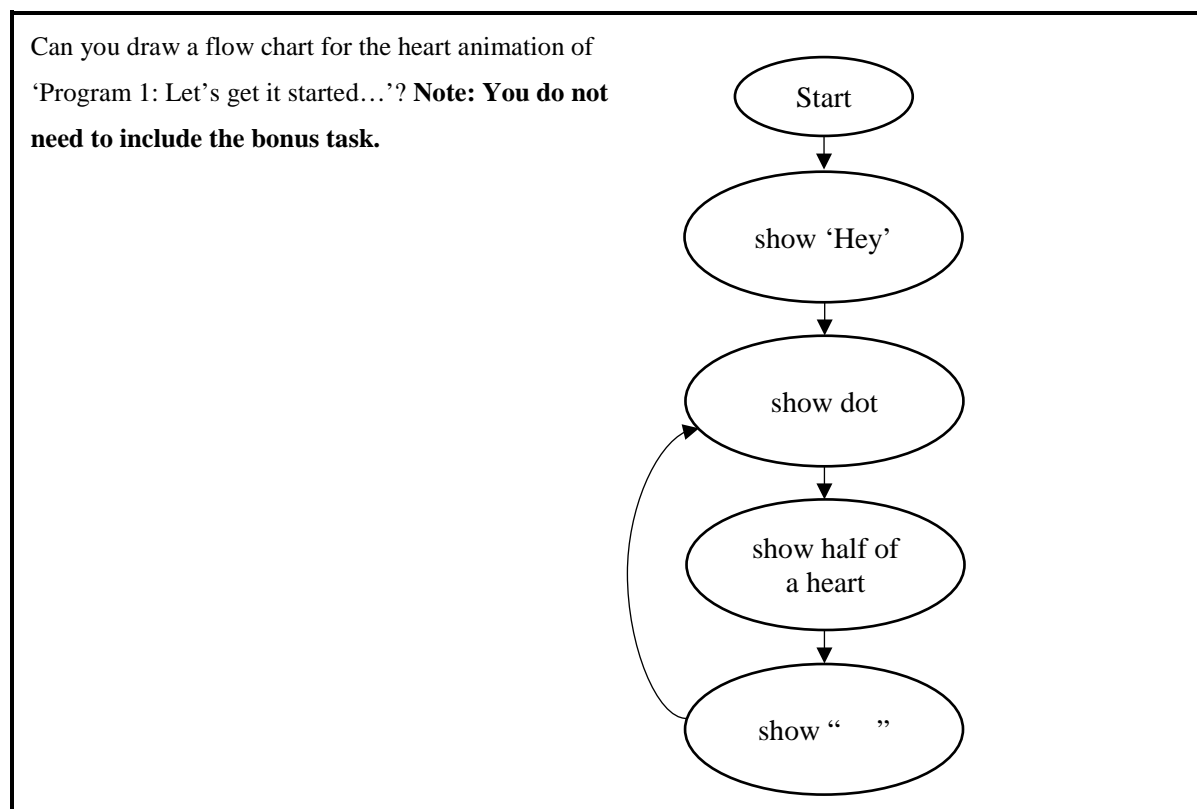 Can you draw a flow chart for the heart animation of
‘Program 1: Let’s get it started…’? Note: You do not
need to include the bonus task.
Start
show ‘Hey’
show dot
show half of
a heart
show “    ”